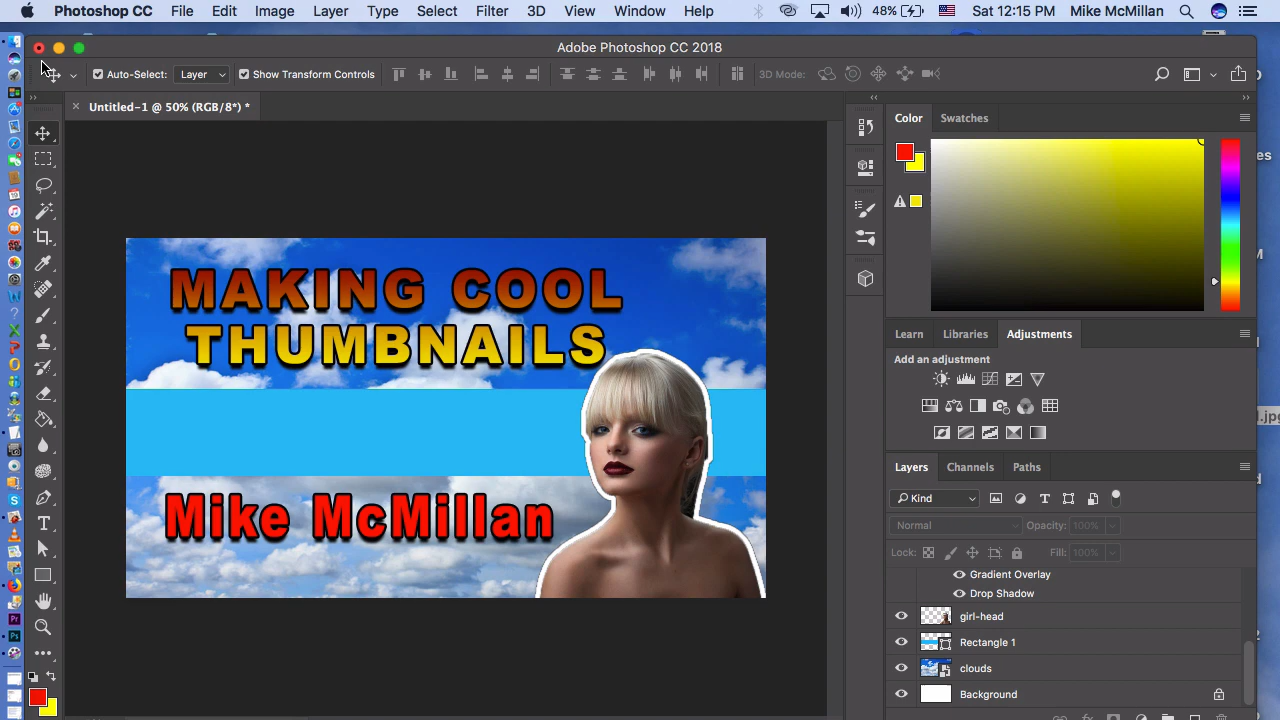 Photoshop CC File Edit Image Layer Type Select Filter 3D View Window Help 48% Sat 12:15 PM Mike McMillan
Adobe Photoshop CC 2018
Auto-Select: Layer Show Transform Controls 3D Mode:
Untitled-1 @ 50% (RGB/8*) *
Color Swatches
MAKING COOL
THUMBNAILS
Mike McMillan
Learn Libraries Adjustments
Add an adjustment
Layers Channels Paths
Kind
Normal Opacity: 100%
Lock: Fill: 100%
Gradient Overlay
Drop Shadow
girl-head
Rectangle 1
clouds
Background